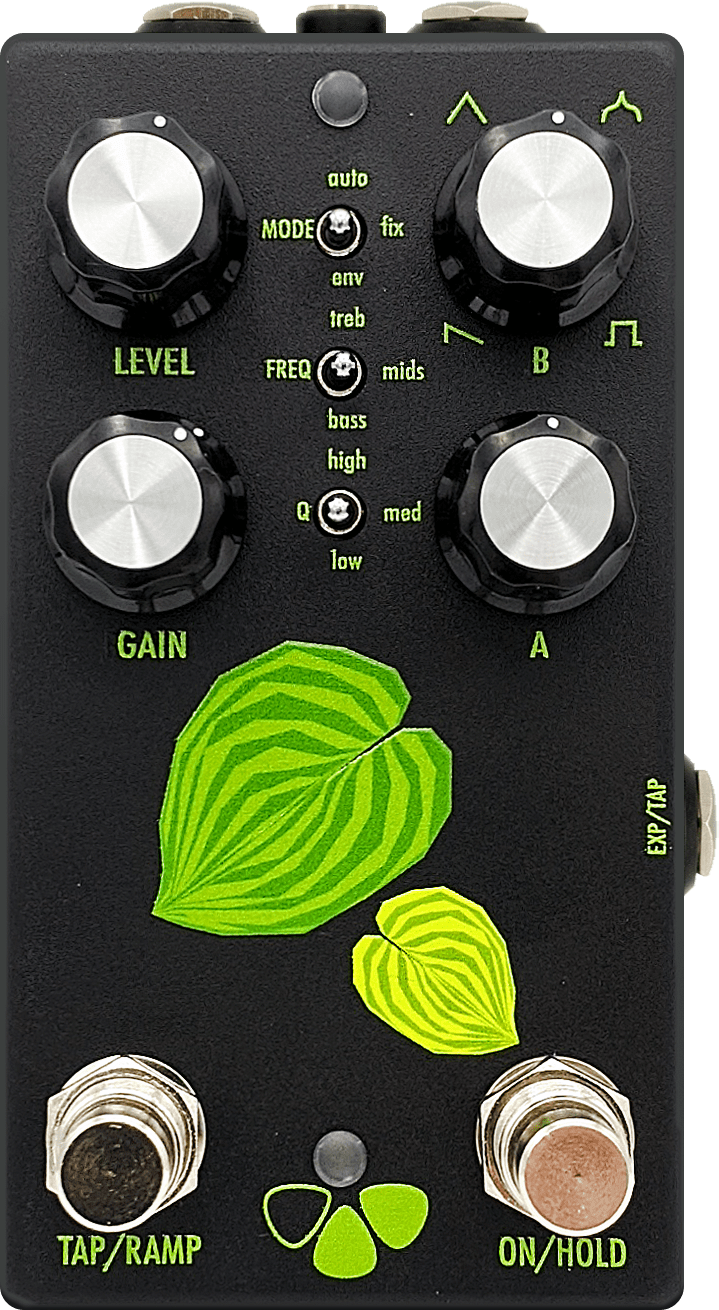 auto
MODE fix
env
treb
LEVEL
FREQ mids
B
bass
high
Q med
low
GAIN
A
EXP/TAP
TAP/RAMP
ON/HOLD